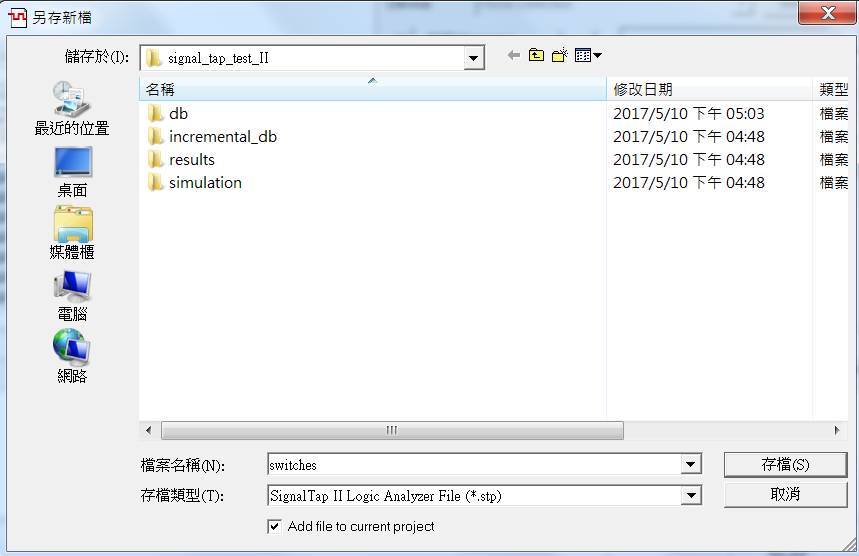 另存新檔
儲存於(I): signal_tap_test_II
名稱 修改日期 類型
db 2017/5/10 下午 05:03 檔案
incremental_db 2017/5/10 下午 04:48 檔案
results 2017/5/10 下午 04:48 檔案
simulation 2017/5/10 下午 04:48 檔案
最近的位置
桌面
媒體櫃
電腦
網路
檔案名稱(N): switches 存檔(S)
存檔類型(T): SignalTap II Logic Analyzer File (*.stp) 取消
Add file to current project